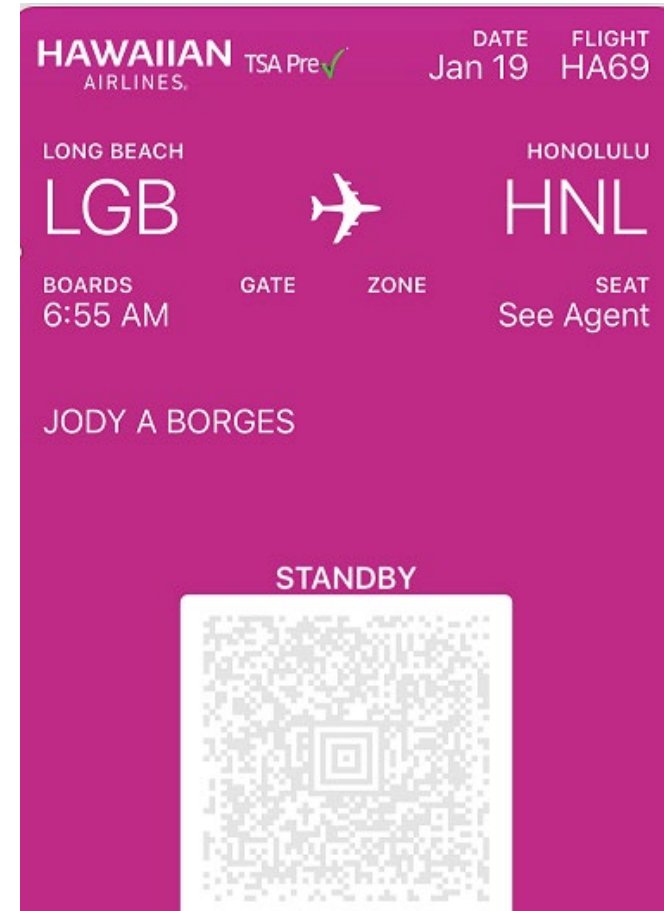 HAWAIIAN TSA Pre✓ DATE FLIGHT
AIRLINES. Jan 19 HA69
LONG BEACH HONOLULU
LGB HNL
BOARDS GATE ZONE SEAT
6:55 AM See Agent
JODY A BORGES
STANDBY